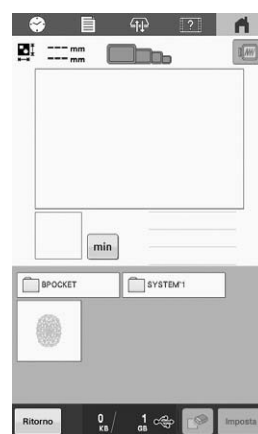 --- mm
--- mm
min
BPOCKET
SYSTEM~1
Ritorno
0 KB / 1 GB
Imposta